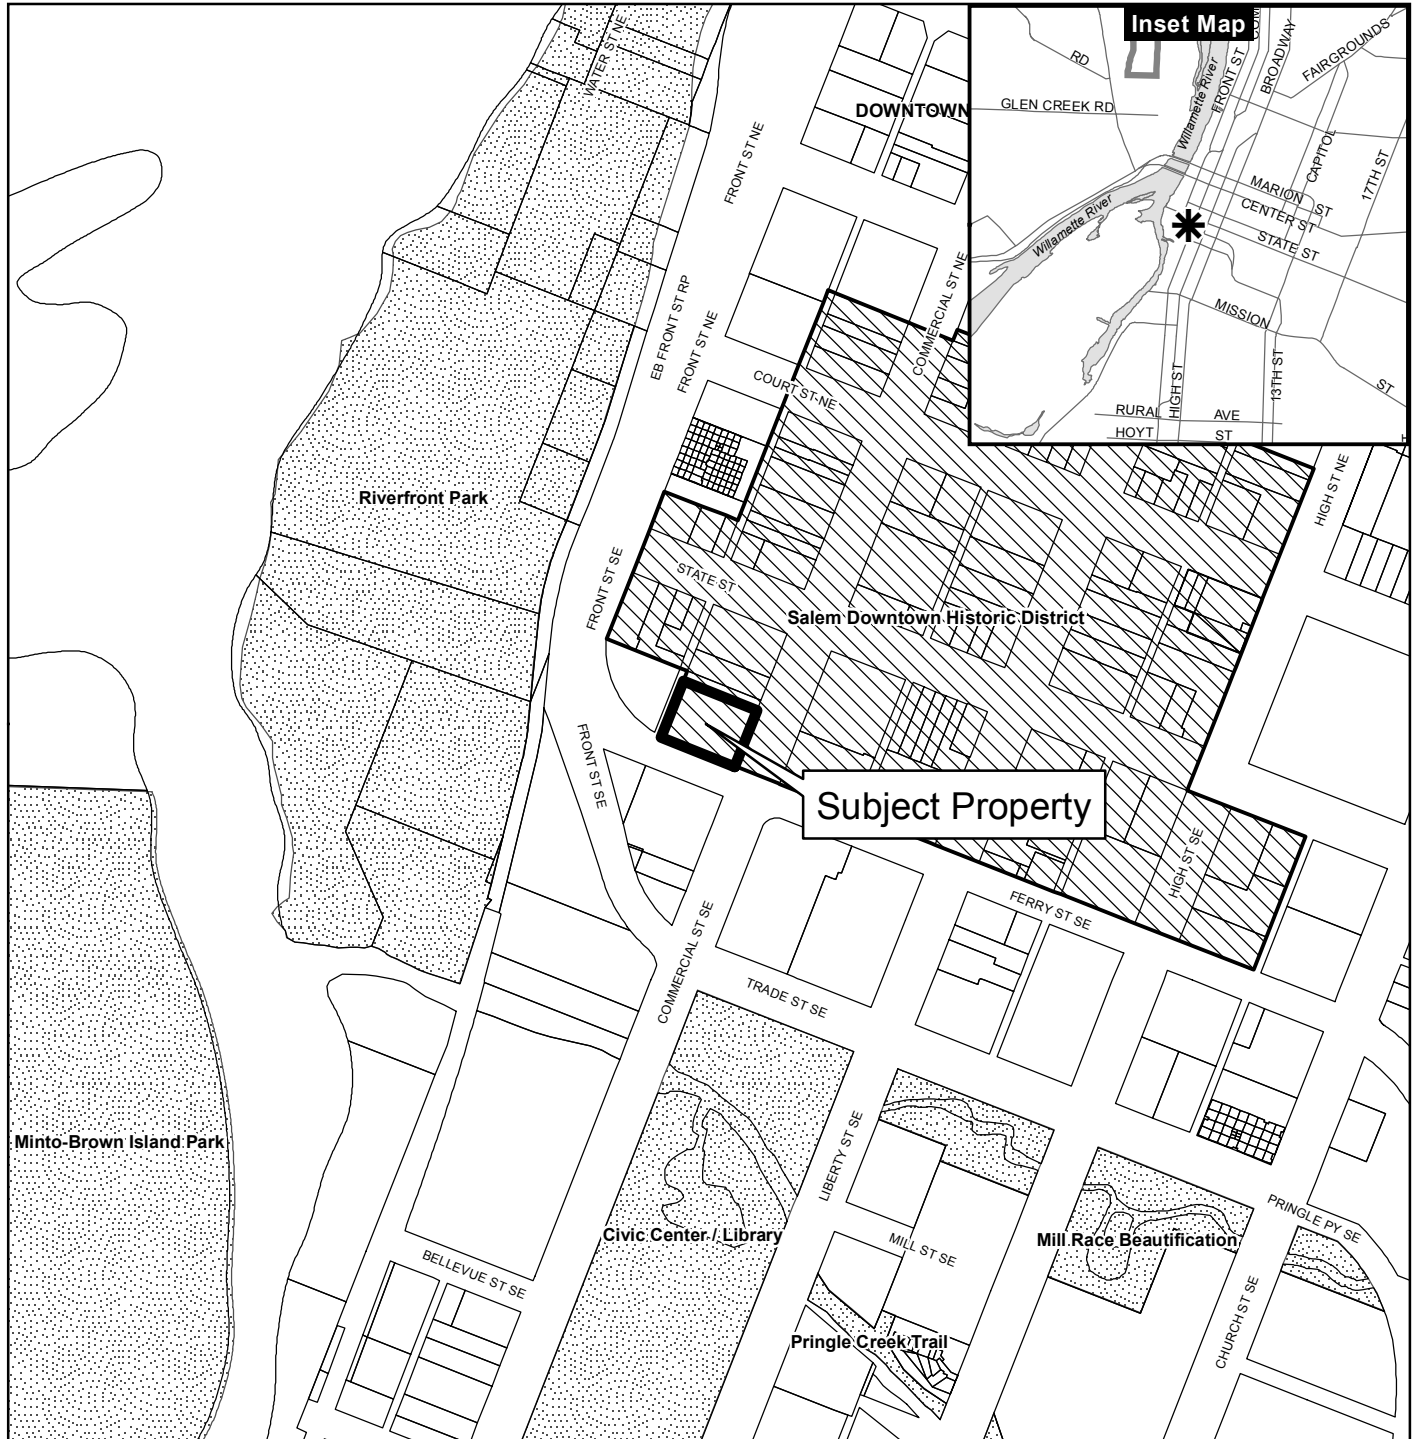 Inset Map
WATER ST NE
DOWNTOWN
FRONT ST NE
EB FRONT ST RP
FRONT ST NE
COMMERCIAL ST NE
COURT ST NE
Riverfront Park
HIGH ST NE
FRONT ST SE
STATE ST
Salem Downtown Historic District
FRONT ST SE
Subject Property
HIGH ST SE
FERRY ST SE
COMMERCIAL ST SE
TRADE ST SE
Minto-Brown Island Park
LIBERTY ST SE
Civic Center / Library
MILL ST SE
Mill Race Beautification
PRINGLE PY SE
BELLEVUE ST SE
Pringle Creek Trail
CHURCH ST SE
RD
GLEN CREEK RD
Willamette River
FRONT ST
BROADWAY
FAIRGROUNDS
CAPITOL
17TH ST
MARION ST
CENTER ST
STATE ST
Willamette River
MISSION
ST
HIGH ST
13TH ST
RURAL AVE
HOYT ST